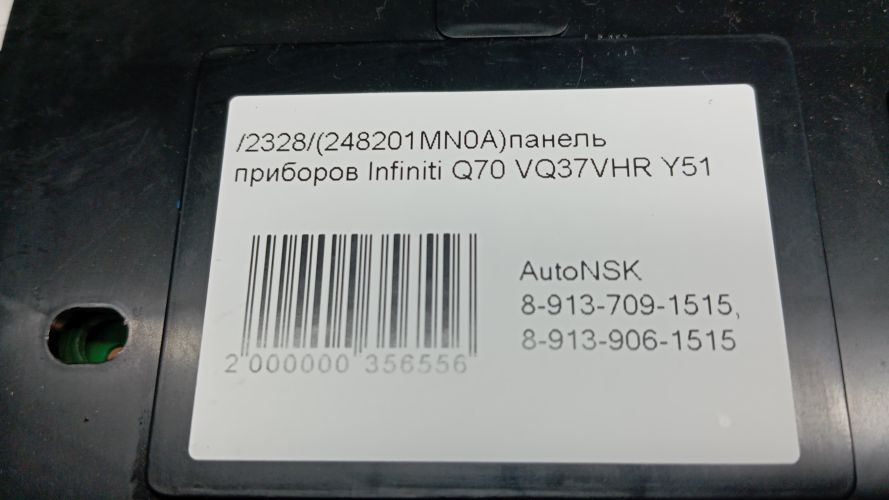 /2328/(248201MN0A)панель
приборов Infiniti Q70 VQ37VHR Y51
AutoNSK
8-913-709-1515,
8-913-906-1515
2 000000 356556